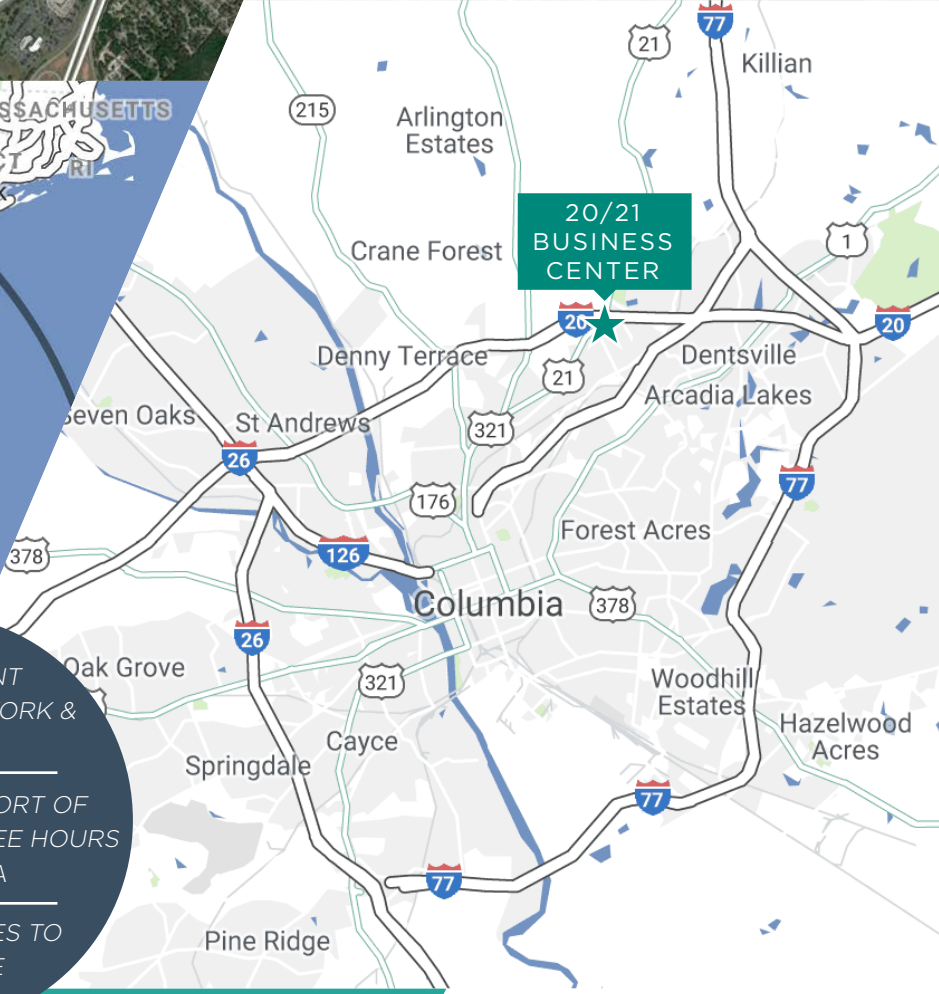 77
21
Killian
SSACHUSETTS
215
Arlington
Estates
CT
RI
20/21
BUSINESS
CENTER
1
Crane Forest
20
20
Denny Terrace
Dentsville
21
Arcadia Lakes
Seven Oaks
St Andrews
321
26
77
176
Forest Acres
378
126
Columbia
378
26
Oak Grove
NT
ORK &
321
Woodhill
Estates
Hazelwood
Acres
Cayce
Springdale
77
ORT OF
EE HOURS
A
77
ES TO
E
Pine Ridge